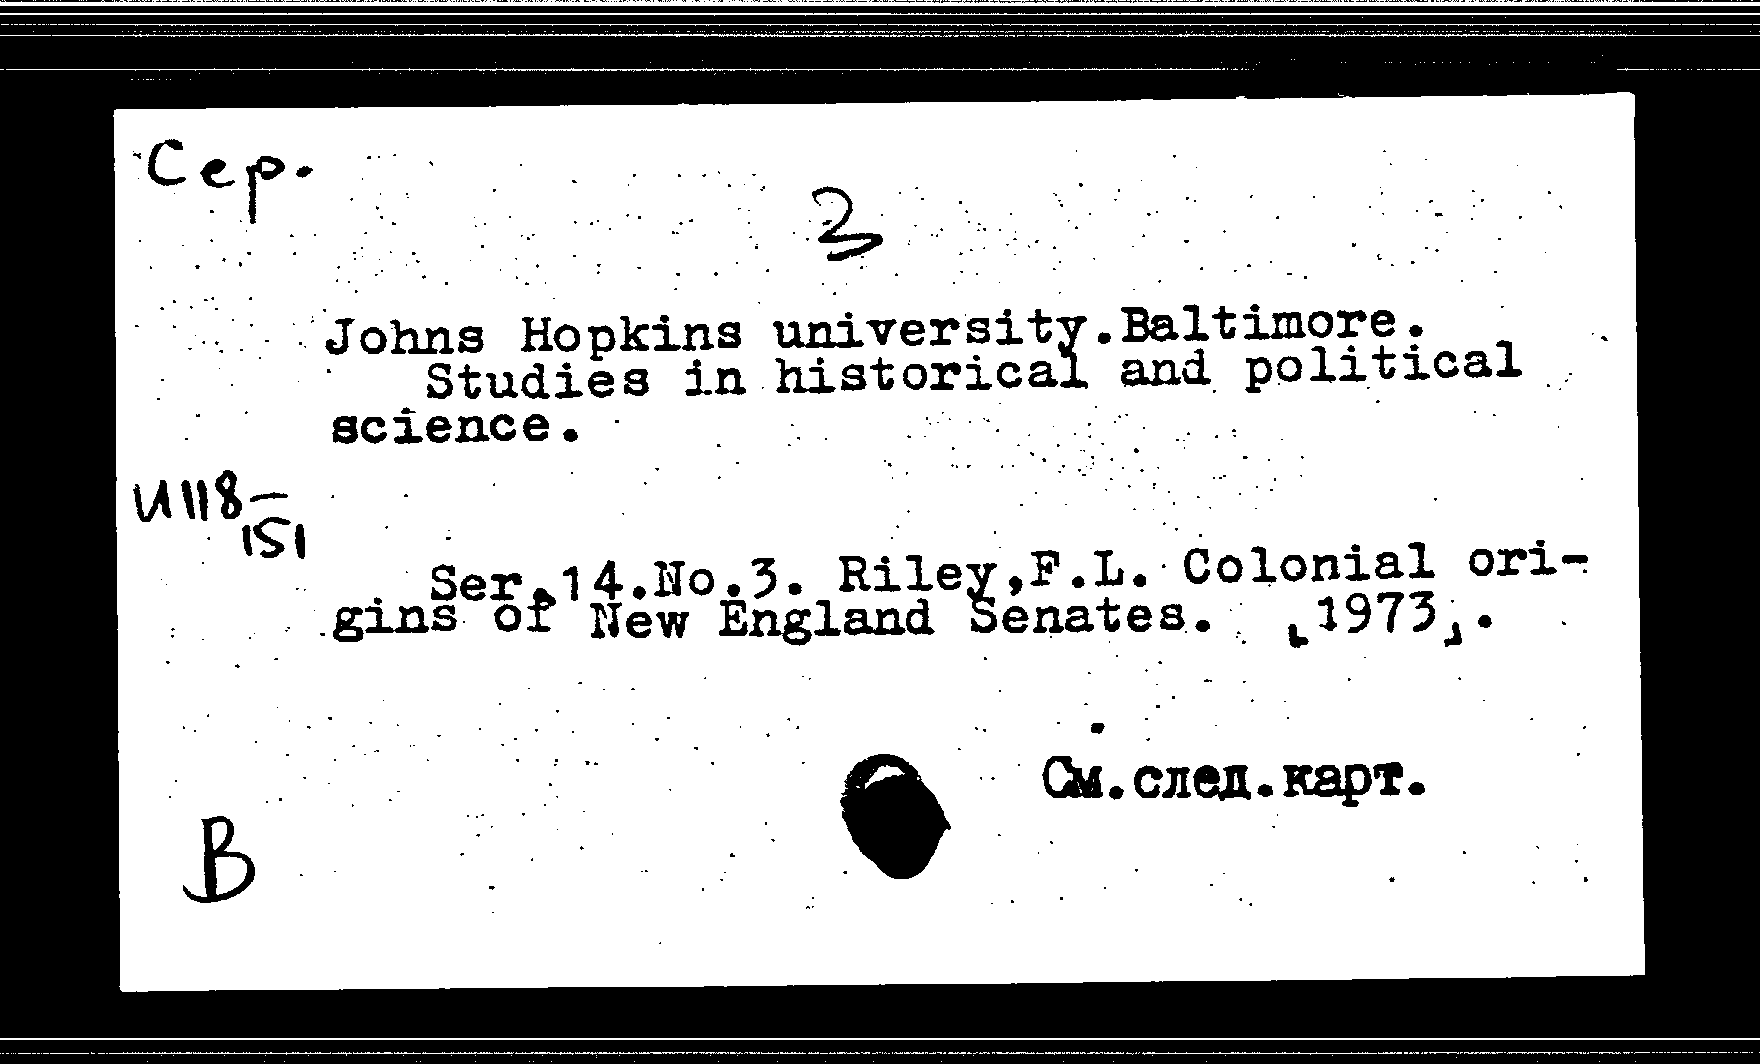 Сер.
3
Johns Hopkins university.Baltimore.
Studies in historical and political
science.
И118-
151
Ser.14.No.3. Riley,F.L. Colonial ori-
gins of New England Senates. [1973].
См.след.карт.
В